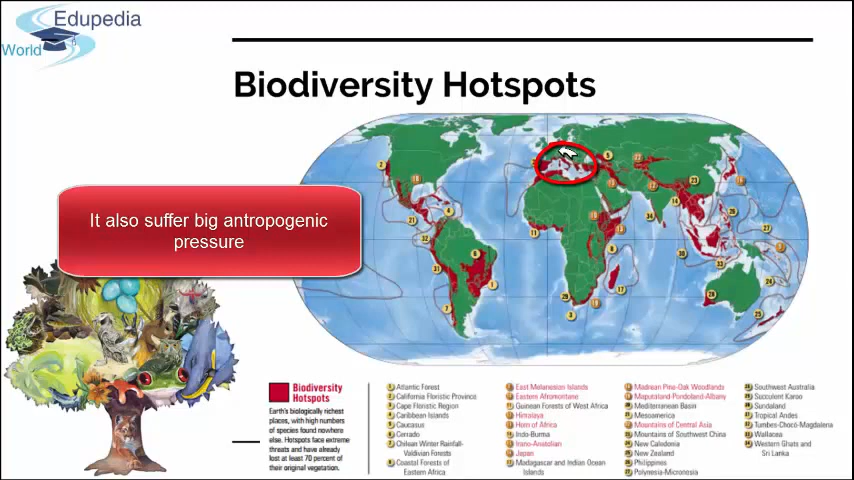 Edupedia
World
Biodiversity Hotspots
It also suffer big antropogenic
pressure
Biodiversity
Hotspots
Earth's biologically richest
places, with high numbers
of species found nowhere
else. Hotspots face extreme
threats and have already
lost at least 70 percent of
their original vegetation.
Atlantic Forest
California Floristic Province
Cape Floristic Region
Caribbean Islands
Caucasus
Cerrado
Chilean Winter Rainfall-
Valdivian Forests
Coastal Forests of
Eastern Africa
East Melanesian Islands
Eastern Afromontane
Guinean Forests of West Africa
Himalaya
Horn of Africa
Indo-Burma
Irano-Anatolian
Japan
Madagascar and Indian Ocean
Islands
Madrean Pine-Oak Woodlands
Maputaland-Pondoland-Albany
Mediterranean Basin
Mesoamerica
Mountains of Central Asia
Mountains of Southwest China
New Caledonia
New Zealand
Philippines
Polynesia-Micronesia
Southwest Australia
Succulent Karoo
Sundaland
Tropical Andes
Tumbes-Chocó-Magdalena
Wallacea
Western Ghats and
Sri Lanka